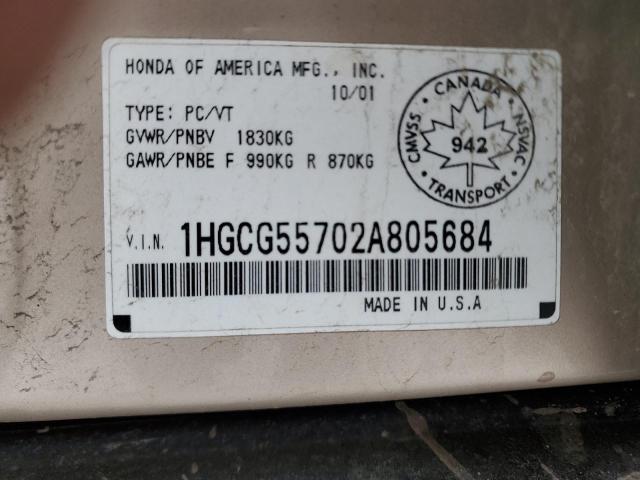 HONDA OF AMERICA MFG., INC.
10/01
TYPE: PC/VT
GVWR/PNBV 1830KG
GAWR/PNBE F 990KG R 870KG
CANADA
CMVSS
NSVAC
942
TRANSPORT
V.I.N. 1HGCG55702A805684
MADE IN U.S.A